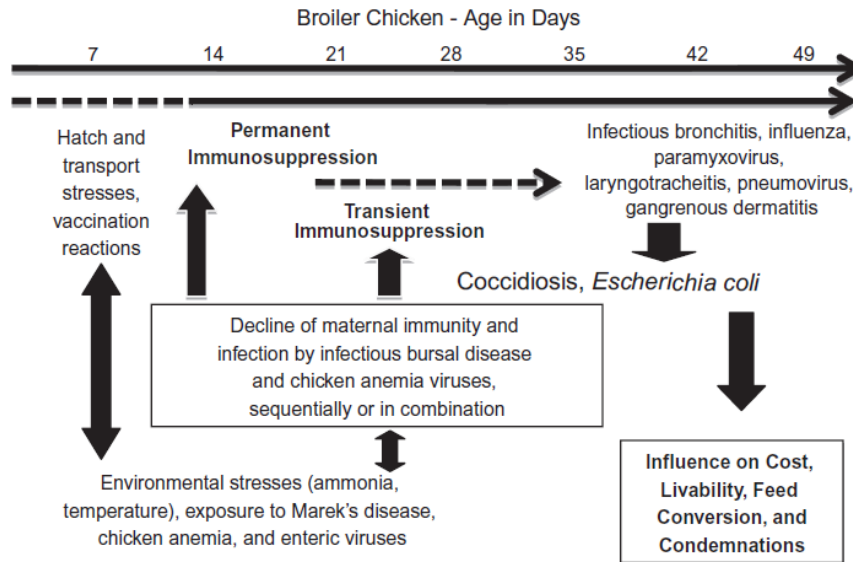 Broiler Chicken - Age in Days
7 14 21 28 35 42 49
Hatch and
transport
stresses,
vaccination
reactions
Permanent
Immunosuppression
Transient
Immunosuppression
Infectious bronchitis, influenza,
paramyxovirus,
laryngotracheitis, pneumovirus,
gangrenous dermatitis
Coccidiosis, Escherichia coli
Decline of maternal immunity and
infection by infectious bursal disease
and chicken anemia viruses,
sequentially or in combination
Environmental stresses (ammonia,
temperature), exposure to Marek's disease,
chicken anemia, and enteric viruses
Influence on Cost,
Livability, Feed
Conversion, and
Condemnations